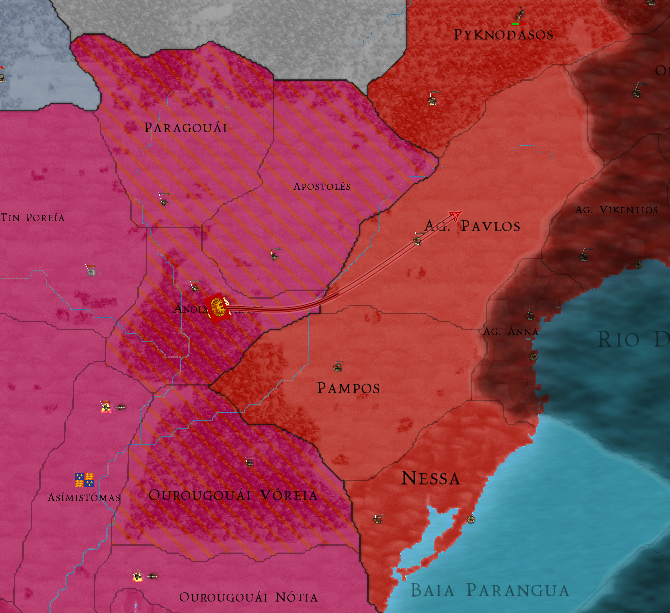 PYKNODASOS
PARAGOUÁI
APOSTOLÉS
TIN POREÍA
AG. VIKENTIOS
AG. PAVLOS
AG. ANNA
RIO D
PAMPOS
NESSA
ASÍMISTOMAS
OUROUGOUÁI VÓREIA
BAIA PARANGUA
OUROUGOUÁI NÓTIA